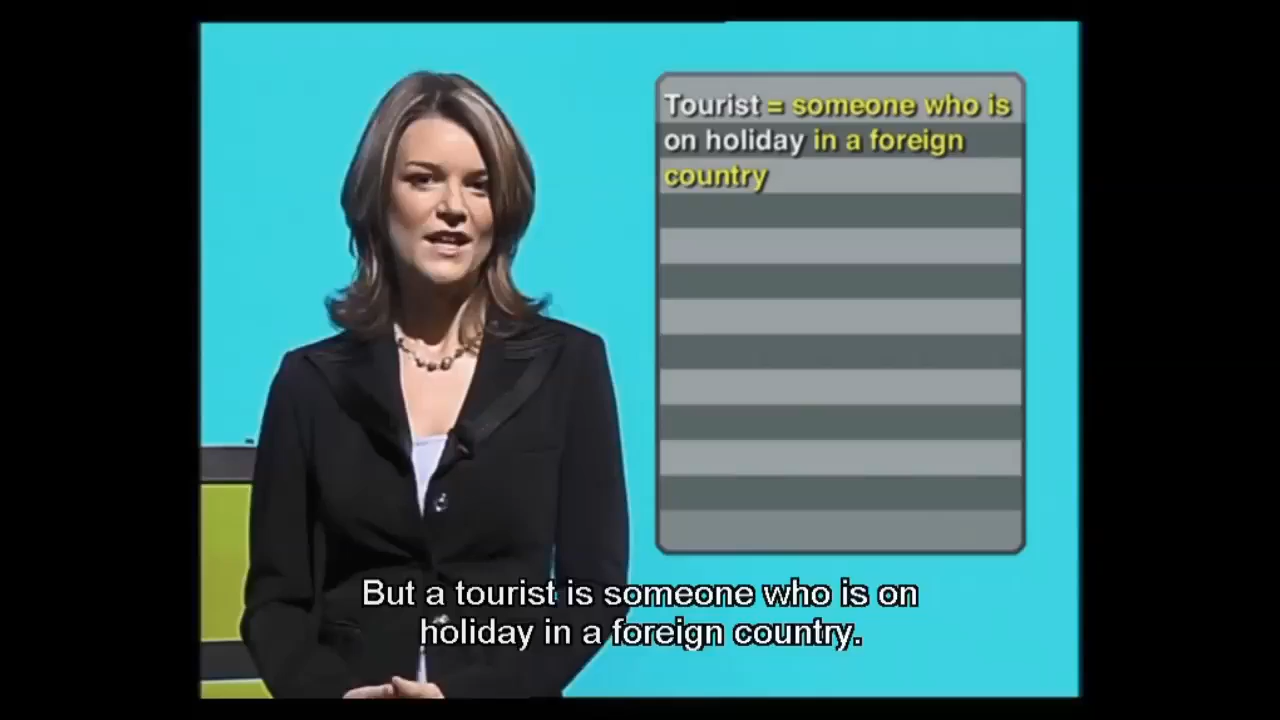 Tourist = someone who is
on holiday in a foreign
country
But a tourist is someone who is on
holiday in a foreign country.